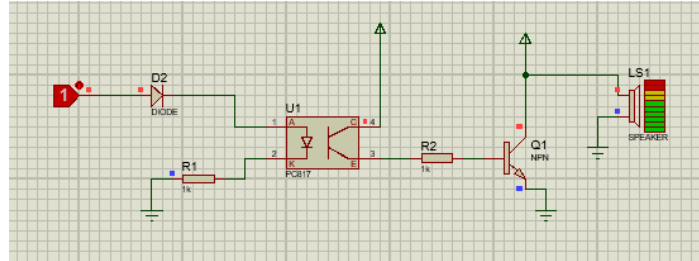 1
D2
DIODE
U1
1
A
C
4
2
K
E
3
PC817
R1
1k
R2
1k
Q1
NPN
LS1
SPEAKER